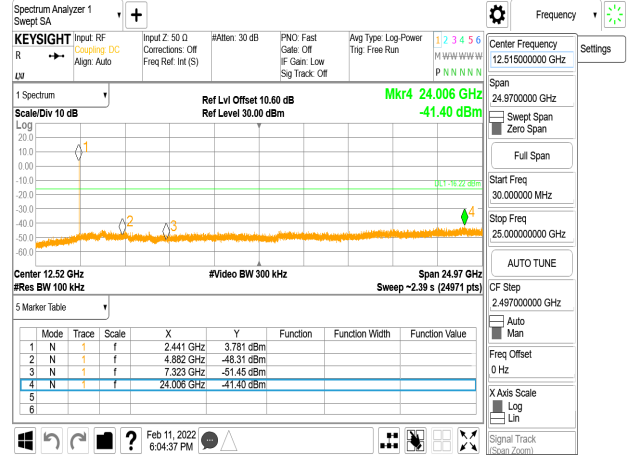 Spectrum Analyzer 1
Swept SA
Frequency
Settings
KEYSIGHT
R
Input: RF
Coupling: DC
Align: Auto
Input Z: 50 Ω
Corrections: Off
Freq Ref: Int (S)
#Atten: 30 dB
PNO: Fast
Gate: Off
IF Gain: Low
Sig Track: Off
Avg Type: Log-Power
Trig: Free Run
1 2 3 4 5 6
M W W W W W
P N N N N N
1 Spectrum
Scale/Div 10 dB
Ref Lvl Offset 10.60 dB
Ref Level 30.00 dBm
Mkr4 24.006 GHz
-41.40 dBm
Log
20.0
10.0
0.00
-10.0
-20.0
-30.0
-40.0
-50.0
-60.0
1
2
3
4
DL1 -16.22 dBm
Center 12.52 GHz
#Video BW 300 kHz
Span 24.97 GHz
#Res BW 100 kHz
Sweep ~2.39 s (24971 pts)
5 Marker Table
Mode Trace Scale X Y Function Function Width Function Value
1 N 1 f 2.441 GHz 3.781 dBm
2 N 1 f 4.882 GHz -48.31 dBm
3 N 1 f 7.323 GHz -51.45 dBm
4 N 1 f 24.006 GHz -41.40 dBm
5
6
Feb 11, 2022
6:04:37 PM
Center Frequency
12.515000000 GHz
Span
24.9700000 GHz
Swept Span
Zero Span
Full Span
Start Freq
30.000000 MHz
Stop Freq
25.000000000 GHz
AUTO TUNE
CF Step
2.497000000 GHz
Auto
Man
Freq Offset
0 Hz
X Axis Scale
Log
Lin
Signal Track
(Span Zoom)